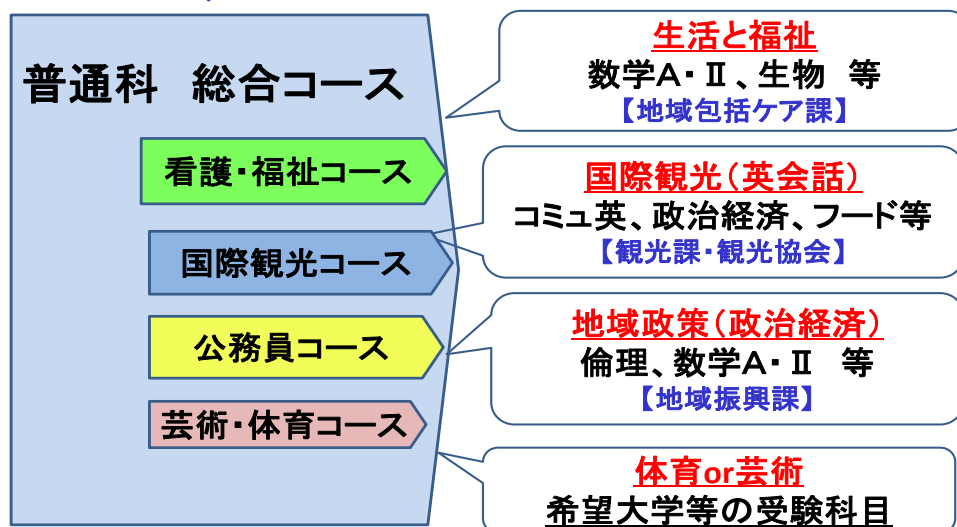 普通科　総合コース
看護・福祉コース
国際観光コース
公務員コース
芸術・体育コース
生活と福祉
数学A・Ⅱ、生物　等
【地域包括ケア課】
国際観光（英会話）
コミュ英、政治経済、フード等
【観光課・観光協会】
地域政策（政治経済）
倫理、数学A・Ⅱ　等
【地域振興課】
体育or芸術
希望大学等の受験科目